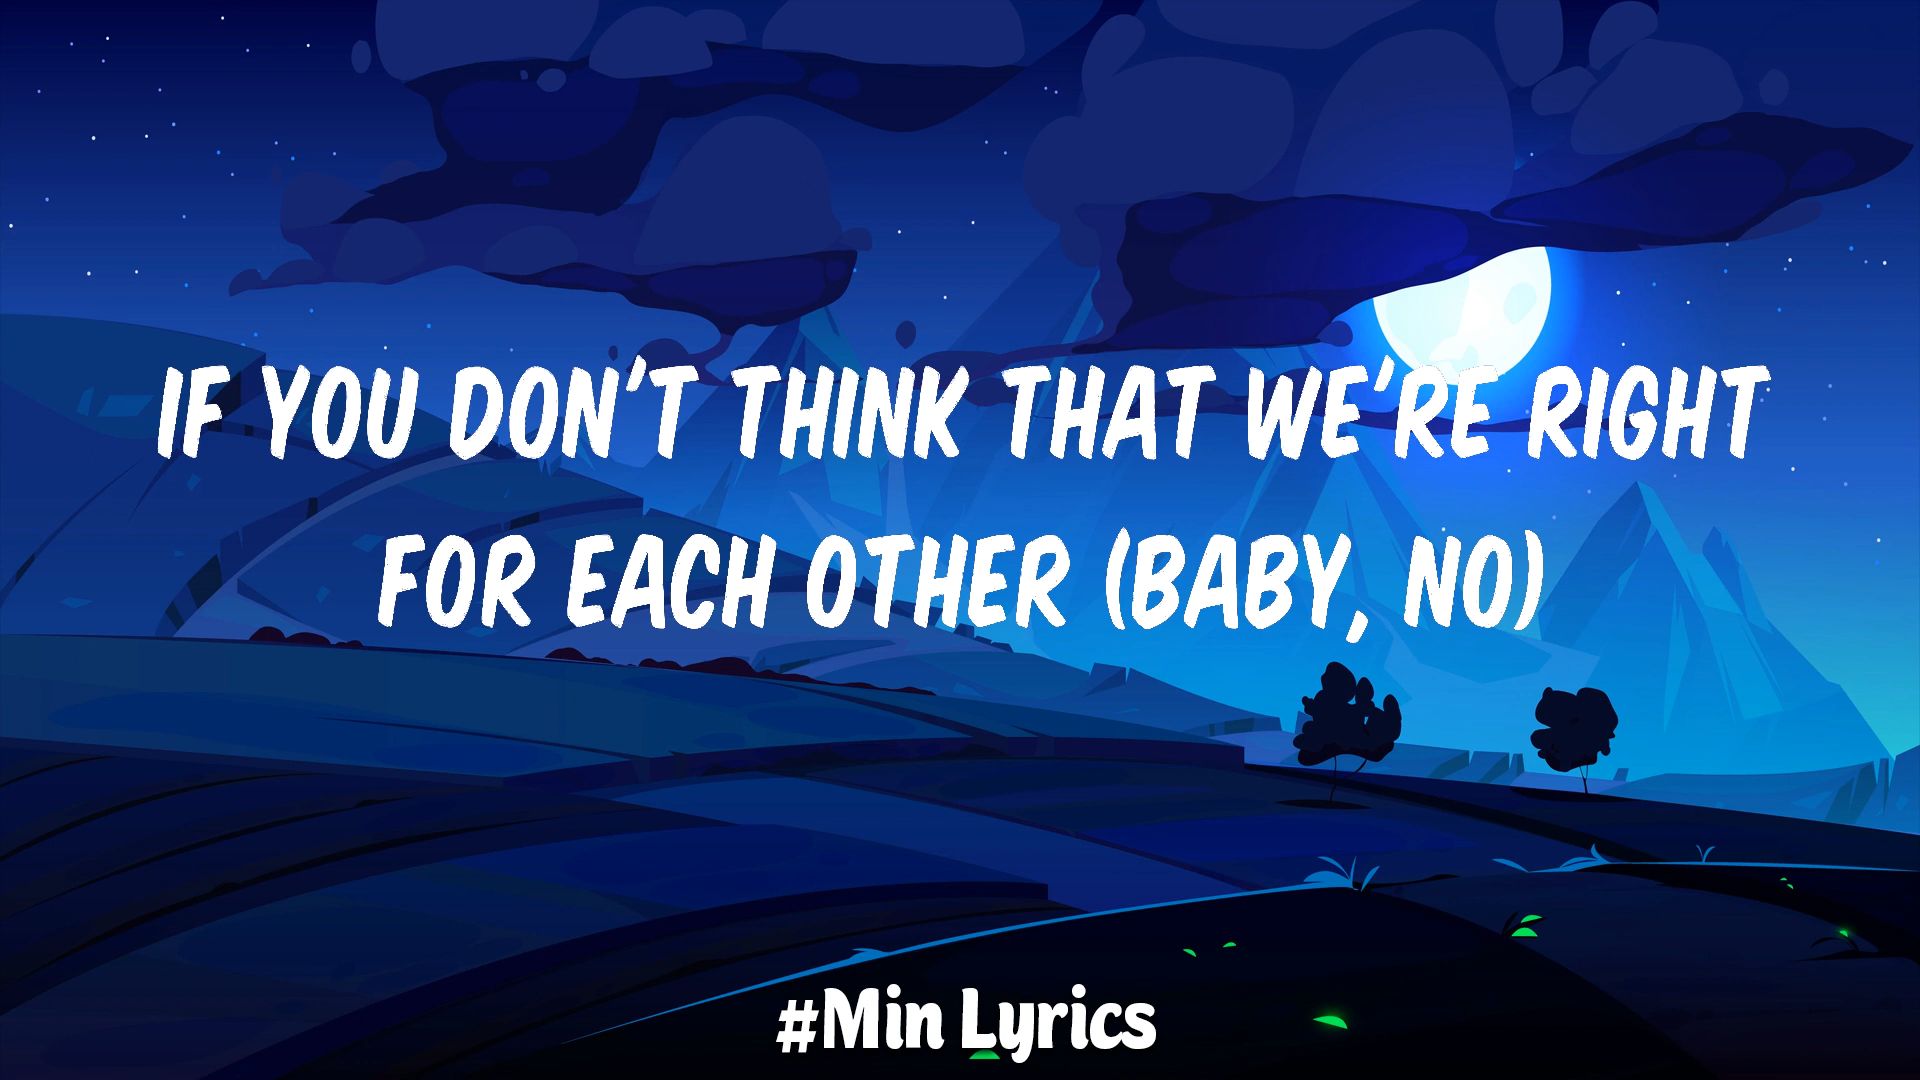 IF YOU DON'T THINK THAT WE'RE RIGHT
FOR EACH OTHER (BABY, NO)
#Min Lyrics